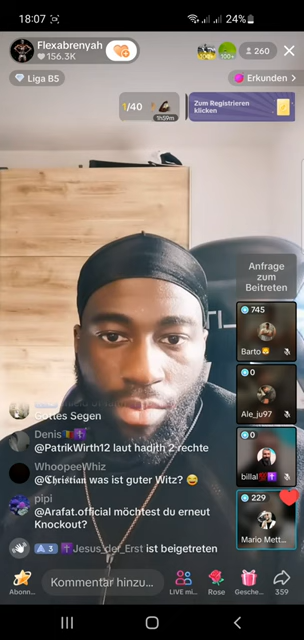 18:07
24%
Flexabrenyah
156.3K
260
100+
Liga B5
Erkunden >
1/40
1h59m
Zum Registrieren
klicken
Anfrage
zum
Beitreten
745
Barto
0
Ale_ju97
0
billal
229
Mario Mett...
Gottes Segen
Denis
@PatrikWirth12 laut hadith 2 rechte
WhoopeeWhiz
@Christian was ist guter Witz? 😂
pipi
@Arafat.official möchtest du erneut
Knockout?
3 Jesus_der_Erst ist beigetreten
Abonn...
Kommentar hinzu...
LIVE mi...
Rose
Gesche...
359